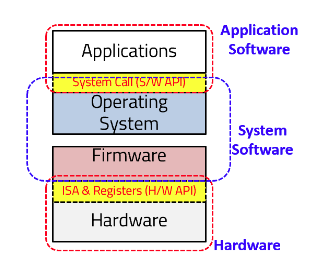 Application
Software
Applications
System Call (S/W API)
Operating
System
System
Software
Firmware
ISA & Registers (H/W API)
Hardware
Hardware